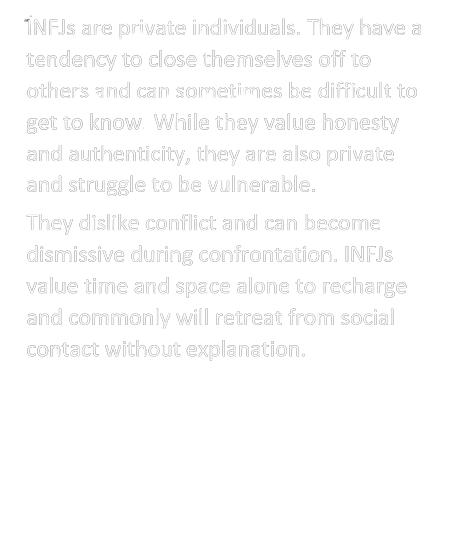 INFJs are private individuals. They have a
tendency to close themselves off to
others and can sometimes be difficult to
get to know. While they value honesty
and authenticity, they are also private
and struggle to be vulnerable.
They dislike conflict and can become
dismissive during confrontation. INFJs
value time and space alone to recharge
and commonly will retreat from social
contact without explanation.